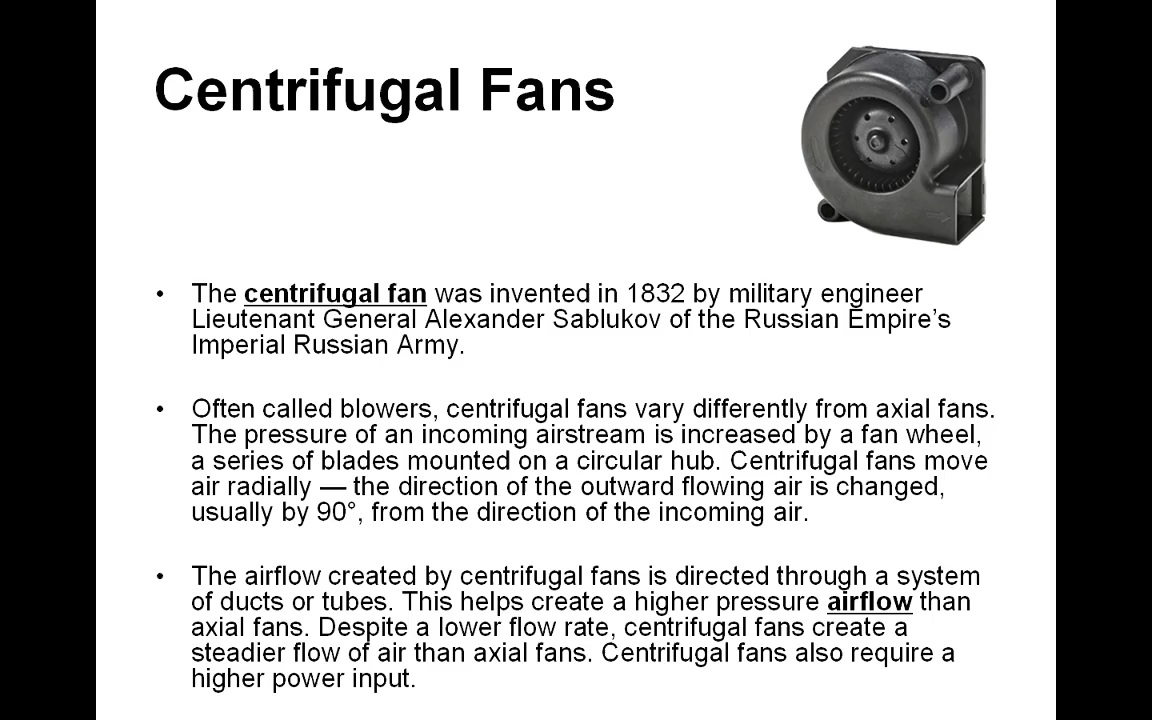 Centrifugal Fans
• The centrifugal fan was invented in 1832 by military engineer
Lieutenant General Alexander Sablukov of the Russian Empire’s
Imperial Russian Army.
• Often called blowers, centrifugal fans vary differently from axial fans.
The pressure of an incoming airstream is increased by a fan wheel,
a series of blades mounted on a circular hub. Centrifugal fans move
air radially — the direction of the outward flowing air is changed,
usually by 90°, from the direction of the incoming air.
• The airflow created by centrifugal fans is directed through a system
of ducts or tubes. This helps create a higher pressure airflow than
axial fans. Despite a lower flow rate, centrifugal fans create a
steadier flow of air than axial fans. Centrifugal fans also require a
higher power input.